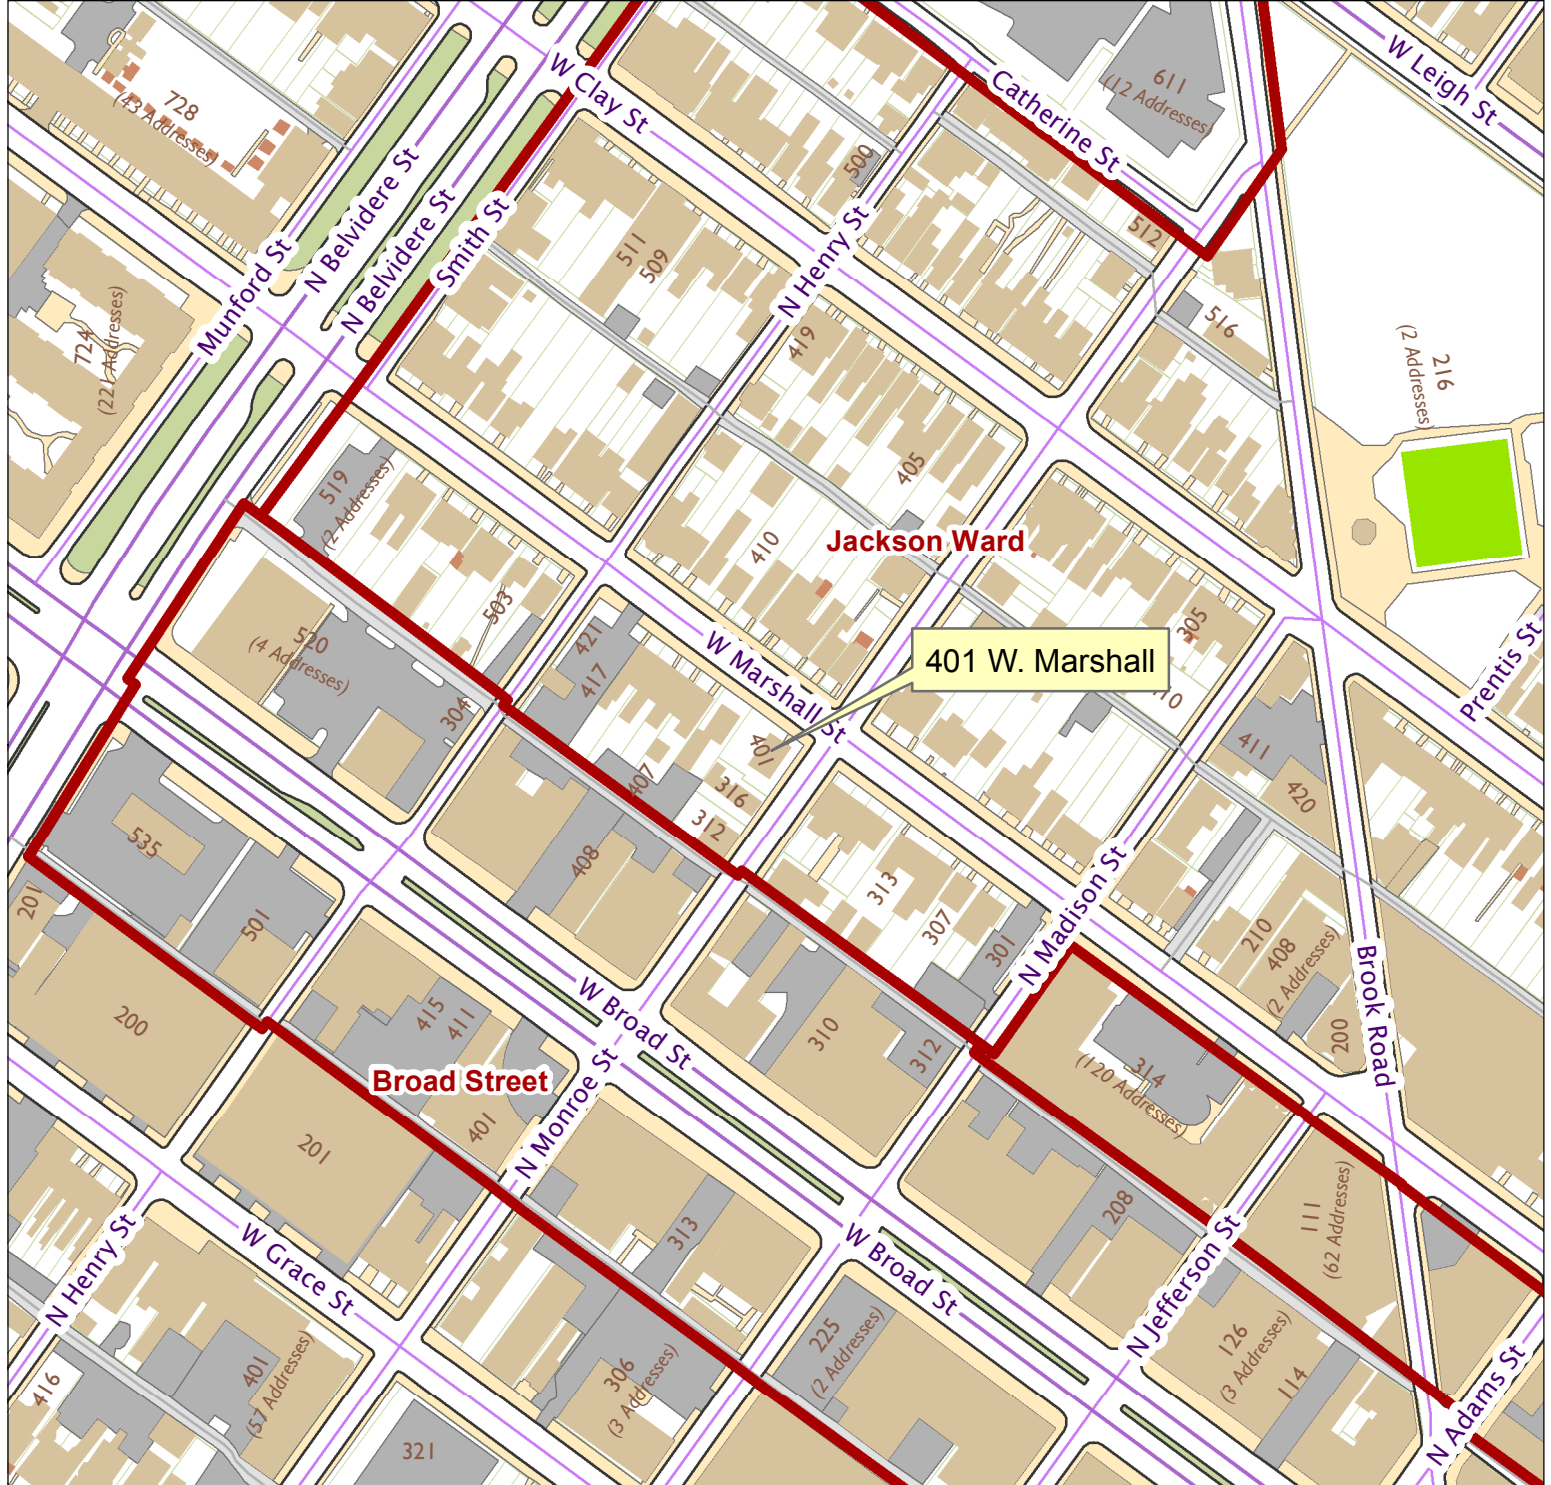 W Leigh St
611
(12 Addresses)
728
(43 Addresses)
W Clay St
Catherine St
500
512
N Belvidere St
N Belvidere St
Smith St
Munford St
511
509
N Henry St
516
724
(221 Addresses)
419
216
(2 Addresses)
405
519
(2 Addresses)
410
Jackson Ward
503
305
421
417
520
(4 Addresses)
W Marshall St
401 W. Marshall
Prentis St
304
401
411
420
407
316
312
535
408
313
307
301
N Madison St
210
408
(2 Addresses)
200
Brook Road
201
501
200
415
411
W Broad St
310
312
314
(120 Addresses)
Broad Street
401
N Monroe St
201
208
111
(62 Addresses)
N Henry St
W Grace St
313
W Broad St
N Jefferson St
225
(2 Addresses)
126
(3 Addresses)
114
N Adams St
416
401
(57 Addresses)
306
(3 Addresses)
321